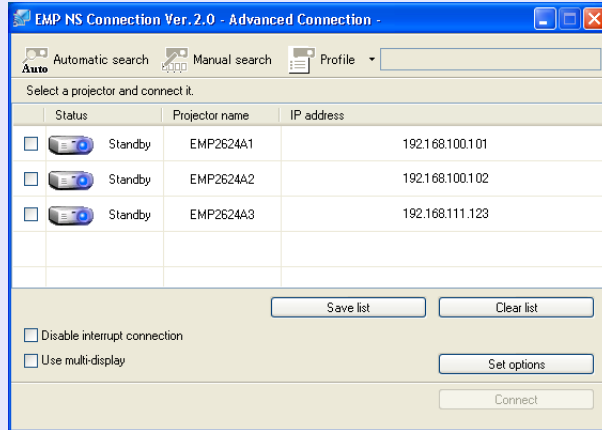 EMP NS Connection Ver. 2.0 - Advanced Connection -
Auto Automatic search Manual search Profile
Select a projector and connect it.
Status Projector name IP address
Standby EMP2624A1 192.168.100.101
Standby EMP2624A2 192.168.100.102
Standby EMP2624A3 192.168.111.123
Save list Clear list
Disable interrupt connection
Use multi-display
Set options
Connect